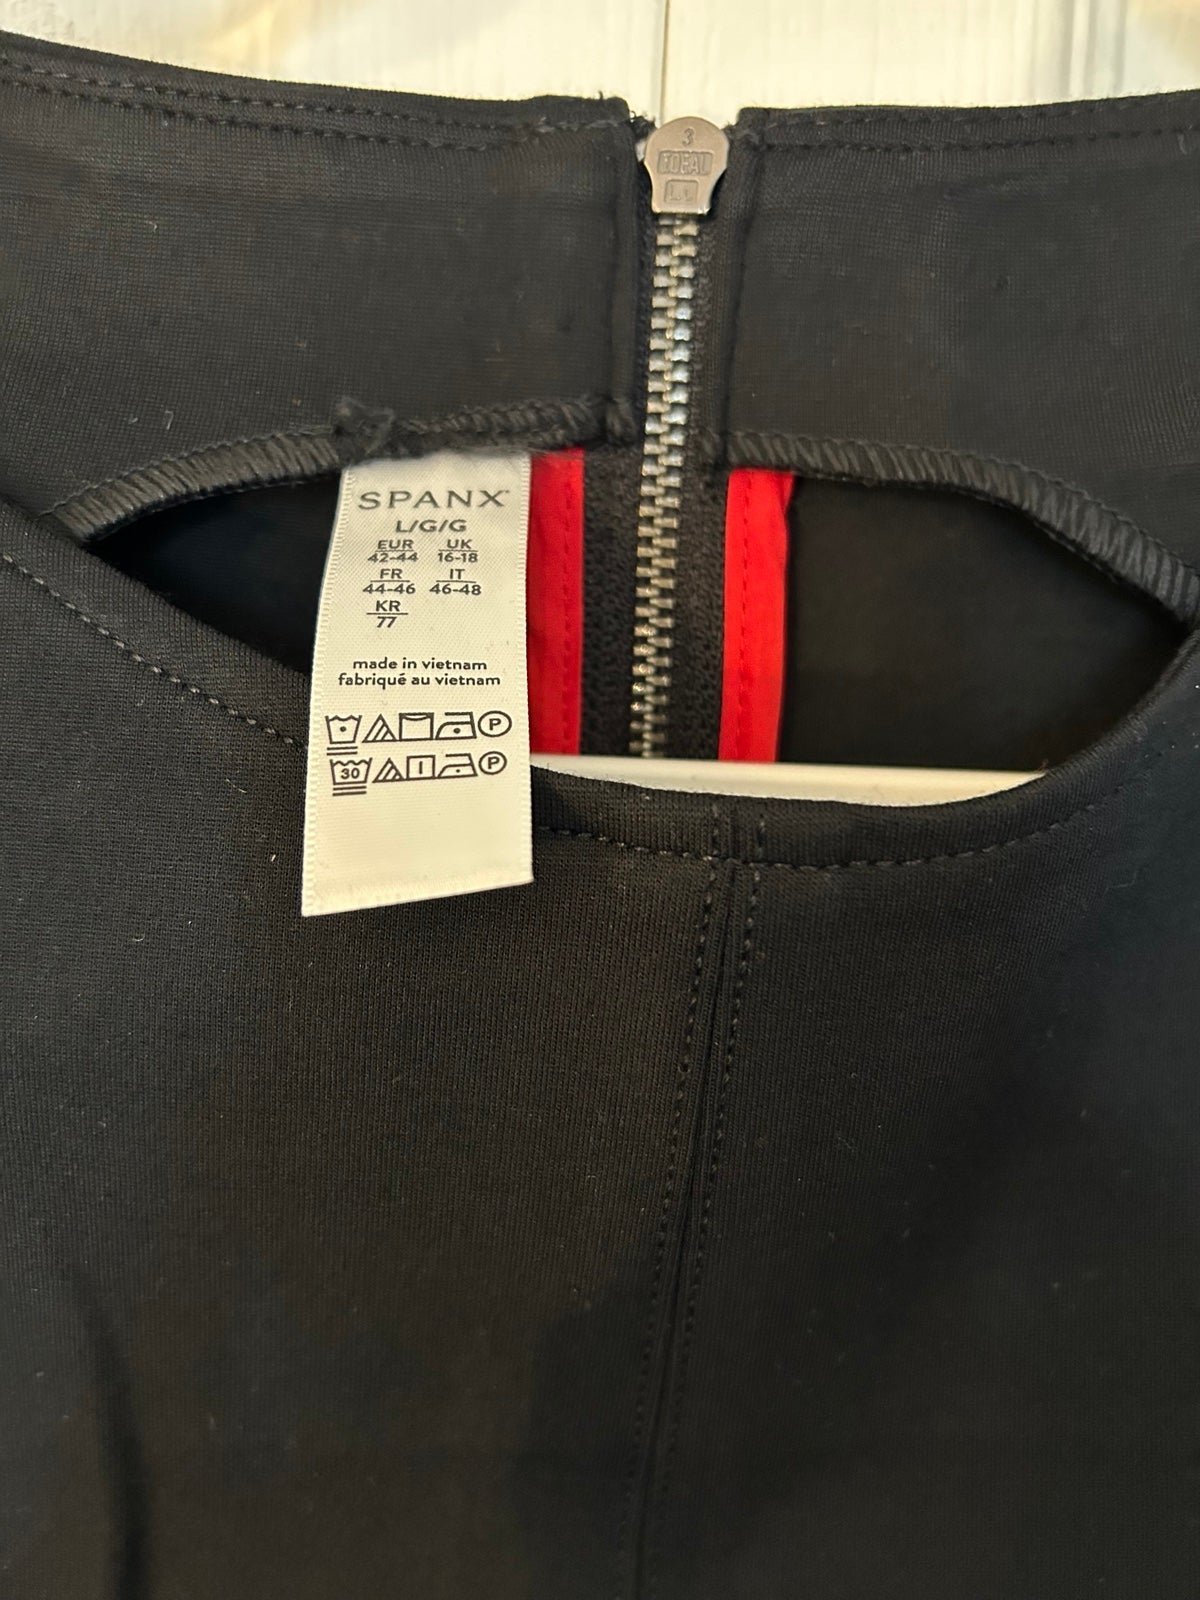 3
IDEAL
SPANX
L/G/G
EUR UK
42-44 16-18
FR IT
44-46 46-48
KR
77
made in vietnam
fabriqué au vietnam
P
30 P